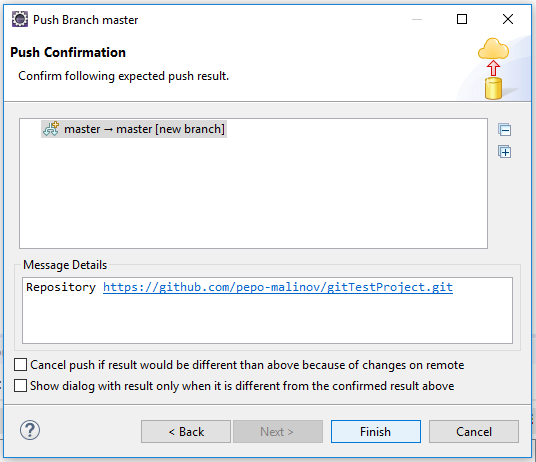 Push Branch master
Push Confirmation
Confirm following expected push result.
master → master [new branch]
Message Details
Repository https://github.com/pepo-malinov/gitTestProject.git
Cancel push if result would be different than above because of changes on remote
Show dialog with result only when it is different from the confirmed result above
?
< Back
Next >
Finish
Cancel